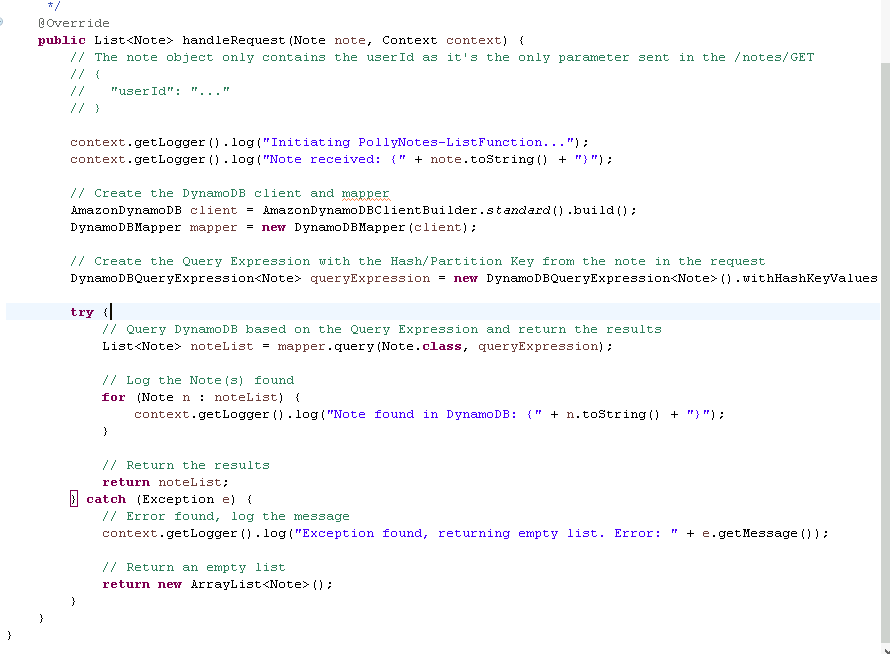 */
@Override
public List<Note> handleRequest(Note note, Context context) {
// The note object only contains the userId as it's the only parameter sent in the /notes/GET
// {
//   "userId": "..."
// }
context.getLogger().log("Initiating PollyNotes-ListFunction...");
context.getLogger().log("Note received: {" + note.toString() + "}");
// Create the DynamoDB client and mapper
AmazonDynamoDB client = AmazonDynamoDBClientBuilder.standard().build();
DynamoDBMapper mapper = new DynamoDBMapper(client);
// Create the Query Expression with the Hash/Partition Key from the note in the request
DynamoDBQueryExpression<Note> queryExpression = new DynamoDBQueryExpression<Note>().withHashKeyValues
try {
// Query DynamoDB based on the Query Expression and return the results
List<Note> noteList = mapper.query(Note.class, queryExpression);
// Log the Note(s) found
for (Note n : noteList) {
context.getLogger().log("Note found in DynamoDB: {" + n.toString() + "}");
}
// Return the results
return noteList;
} catch (Exception e) {
// Error found, log the message
context.getLogger().log("Exception found, returning empty list. Error: " + e.getMessage());
// Return an empty list
return new ArrayList<Note>();
}
}
}